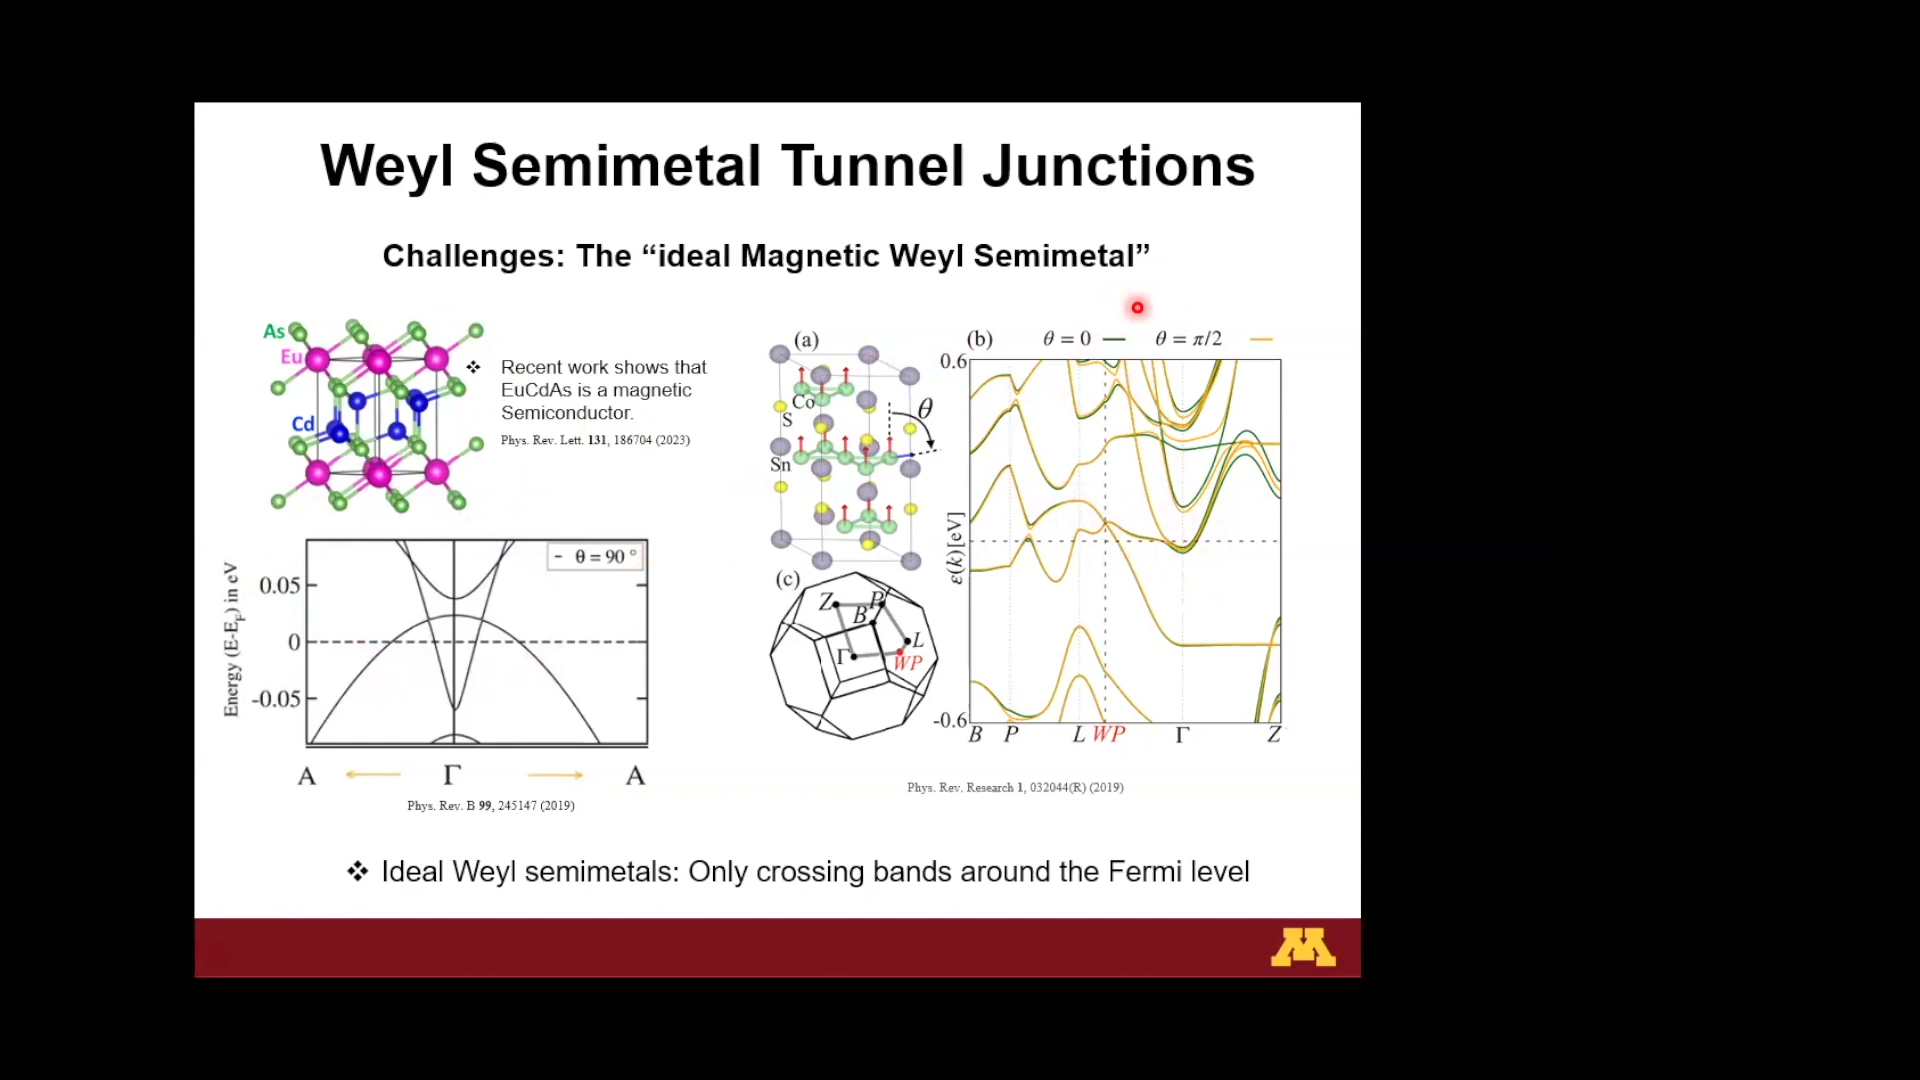 Weyl Semimetal Tunnel Junctions
Challenges: The “ideal Magnetic Weyl Semimetal”
As
Eu
Cd
❖ Recent work shows that
EuCdAs is a magnetic
Semiconductor.
Phys. Rev. Lett. 131, 186704 (2023)
- θ = 90 °
Energy (E-E_F) in eV
0.05
0
-0.05
A
Γ
A
Phys. Rev. B 99, 245147 (2019)
(a)
Co
S
Sn
θ
(b)
θ = 0
θ = π/2
0.6
ε(k) [eV]
-0.6
B P L WP Γ Z
(c)
Z P
B
L
Γ WP
Phys. Rev. Research 1, 032044(R) (2019)
❖ Ideal Weyl semimetals: Only crossing bands around the Fermi level
M